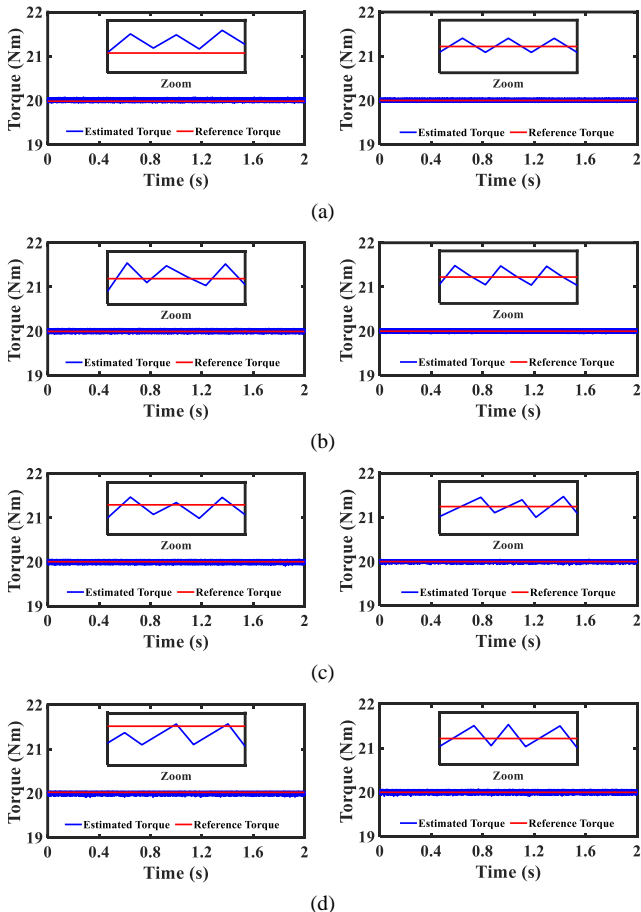 22
21
20
19
Torque (Nm)
Zoom
Estimated Torque
Reference Torque
0
0.4
0.8
1.2
1.6
2
Time (s)
22
21
20
19
Torque (Nm)
Zoom
Estimated Torque
Reference Torque
0
0.4
0.8
1.2
1.6
2
Time (s)
(a)
22
21
20
19
Torque (Nm)
Zoom
Estimated Torque
Reference Torque
0
0.4
0.8
1.2
1.6
2
Time (s)
22
21
20
19
Torque (Nm)
Zoom
Estimated Torque
Reference Torque
0
0.4
0.8
1.2
1.6
2
Time (s)
(b)
22
21
20
19
Torque (Nm)
Zoom
Estimated Torque
Reference Torque
0
0.4
0.8
1.2
1.6
2
Time (s)
22
21
20
19
Torque (Nm)
Zoom
Estimated Torque
Reference Torque
0
0.4
0.8
1.2
1.6
2
Time (s)
(c)
22
21
20
19
Torque (Nm)
Zoom
Estimated Torque
Reference Torque
0
0.4
0.8
1.2
1.6
2
Time (s)
22
21
20
19
Torque (Nm)
Zoom
Estimated Torque
Reference Torque
0
0.4
0.8
1.2
1.6
2
Time (s)
(d)